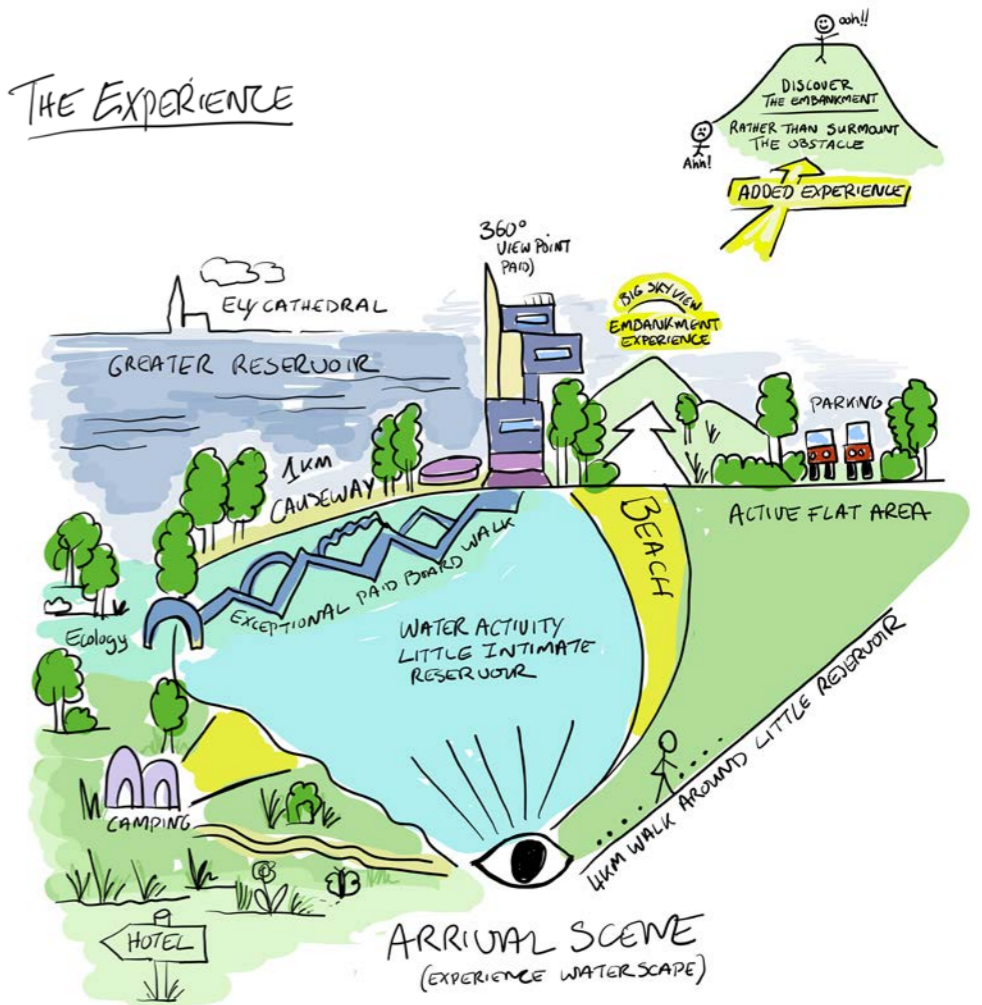 THE EXPERIENCE
ooh!!
DISCOVER
THE EMBANKMENT
RATHER THAN SURMOUNT
THE OBSTACLE
Ahh!
ADDED EXPERIENCE
360°
VIEW POINT
PAID)
ELY CATHEDRAL
BIG SKY VIEW
EMBANKMENT
EXPERIENCE
GREATER RESERVOIR
PARKING
1KM
CAUSEWAY
BEACH
ACTIVE FLAT AREA
EXCEPTIONAL PAID BOARD WALK
Ecology
WATER ACTIVITY
LITTLE INTIMATE
RESERVOIR
4KM WALK AROUND LITTLE RESERVOIR
CAMPING
HOTEL
ARRIVAL SCENE
(EXPERIENCE WATERSCAPE)